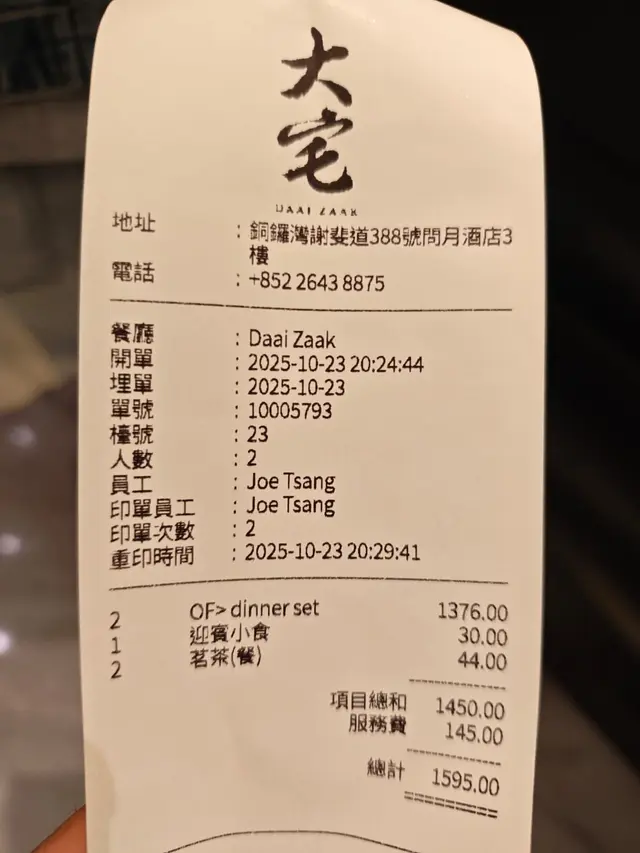 大宅
DAAI ZAAK
地址 : 銅鑼灣謝斐道388號問月酒店3
樓
電話 : +852 2643 8875
餐廳 : Daai Zaak
開單 : 2025-10-23 20:24:44
埋單 : 2025-10-23
單號 : 10005793
檯號 : 23
人數 : 2
員工 : Joe Tsang
印單員工 : Joe Tsang
印單次數 : 2
重印時間 : 2025-10-23 20:29:41
2 OF> dinner set 1376.00
1 迎賓小食 30.00
2 茗茶(餐) 44.00
項目總和 1450.00
服務費 145.00
總計 1595.00